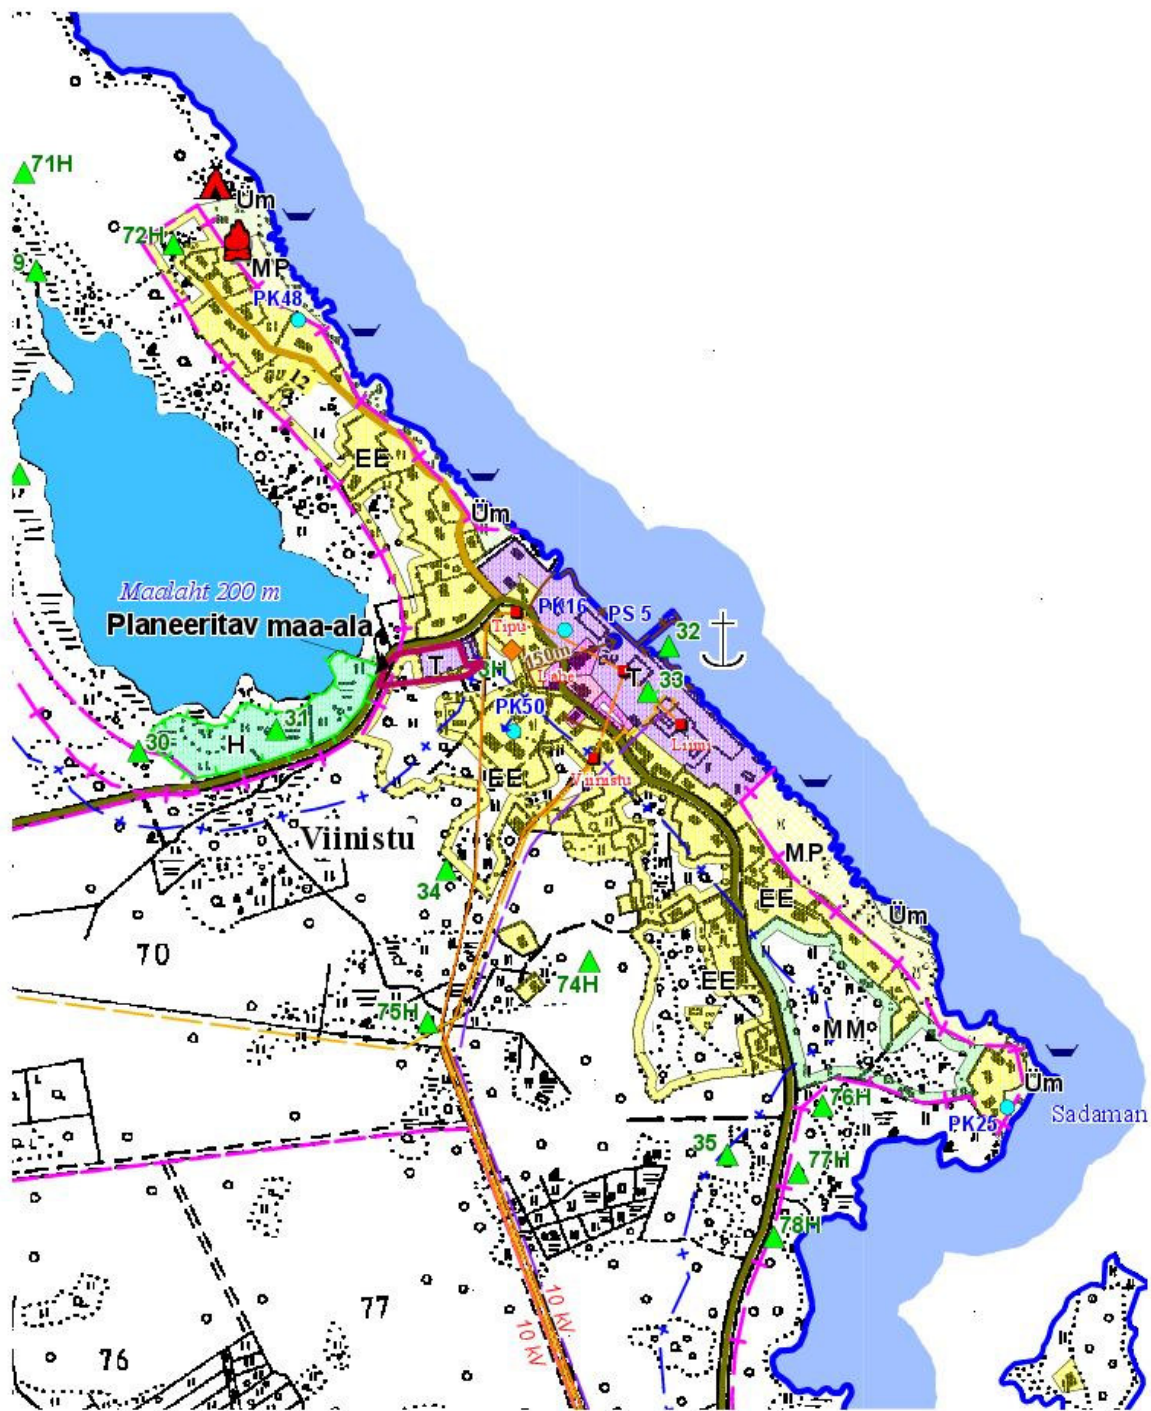 71H
Üm
72H
9
MP
PK48
12
EE
Üm
Maalaht 200 m
PK16
PS 5
Planeeritav maa-ala
Tipu
32
150m
T
3H
Lahe
T
33
PK50
31
Liimi
30
H
EE
Viinistu
Viinistu
MP
34
EE
Üm
70
74H
EE
75H
MM
Üm
76H
PK25
Sadaman
35
77H
78H
10 kV
10 kV
77
76